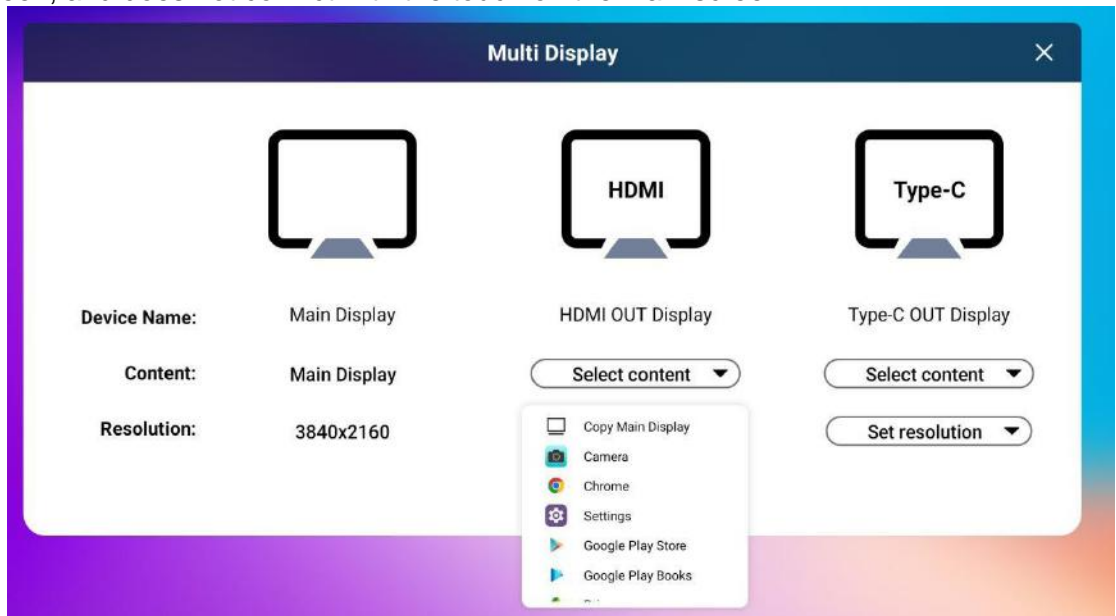 Multi Display
HDMI
Type-C
Device Name: Main Display HDMI OUT Display Type-C OUT Display
Content: Main Display Select content Select content
Resolution: 3840x2160 Set resolution
Copy Main Display
Camera
Chrome
Settings
Google Play Store
Google Play Books